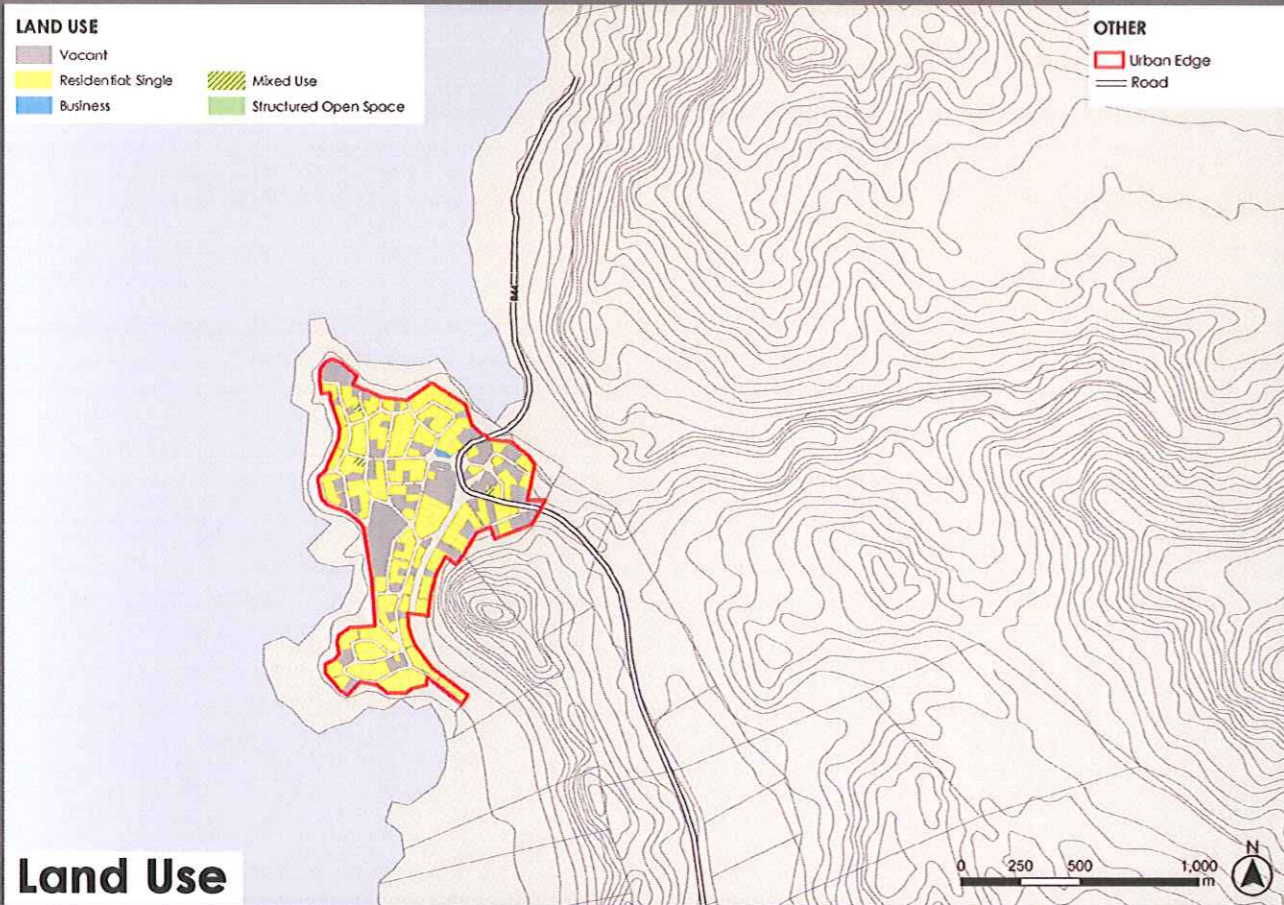 LAND USE
Vacant
Residential: Single
Business
Mixed Use
Structured Open Space
OTHER
Urban Edge
Road
R44
Land Use
0 250 500 1,000
m
N